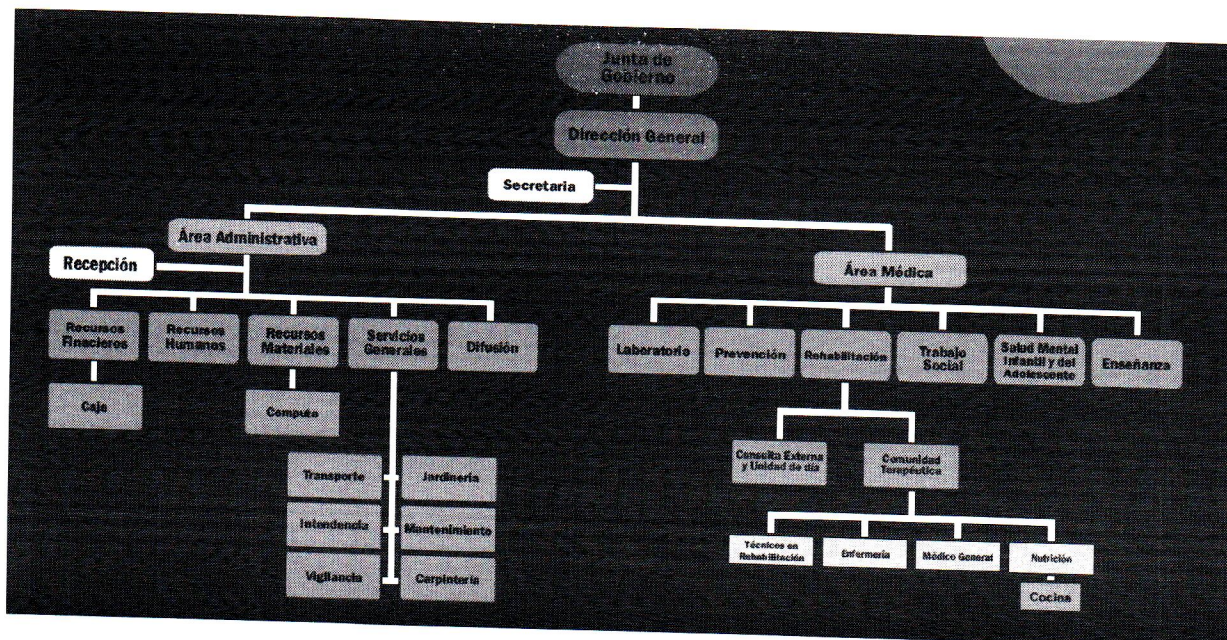 Junta de
Gobierno
Dirección General
Secretaria
Área Administrativa
Recepción
Área Médica
Recursos
Finacieros
Recursos
Humanos
Recursos
Materiales
Servicios
Generales
Difusión
Laboratorio
Prevención
Rehabilitación
Trabajo
Social
Salud Mental
Infantil y del
Adolescente
Enseñanza
Caja
Computo
Consulta Externa
y Unidad de día
Comunidad
Terapéutica
Transporte
Jardinería
Intendencia
Mantenimiento
Vigilancia
Carpintería
Técnicos en
Rehabilitación
Enfermería
Médico General
Nutrición
Cocina